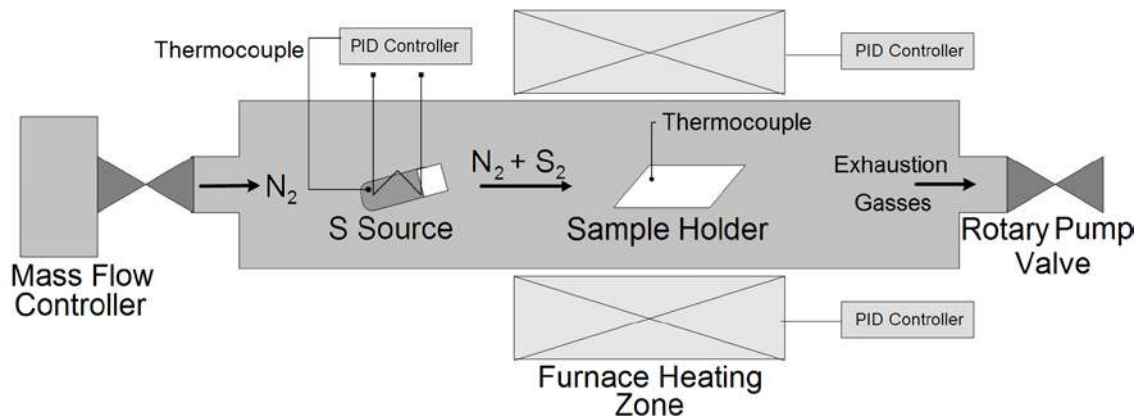 Thermocouple
PID Controller
PID Controller
Thermocouple
N2
N2 + S2
Exhaustion
Gasses
S Source
Sample Holder
Rotary Pump
Valve
Mass Flow
Controller
PID Controller
Furnace Heating
Zone